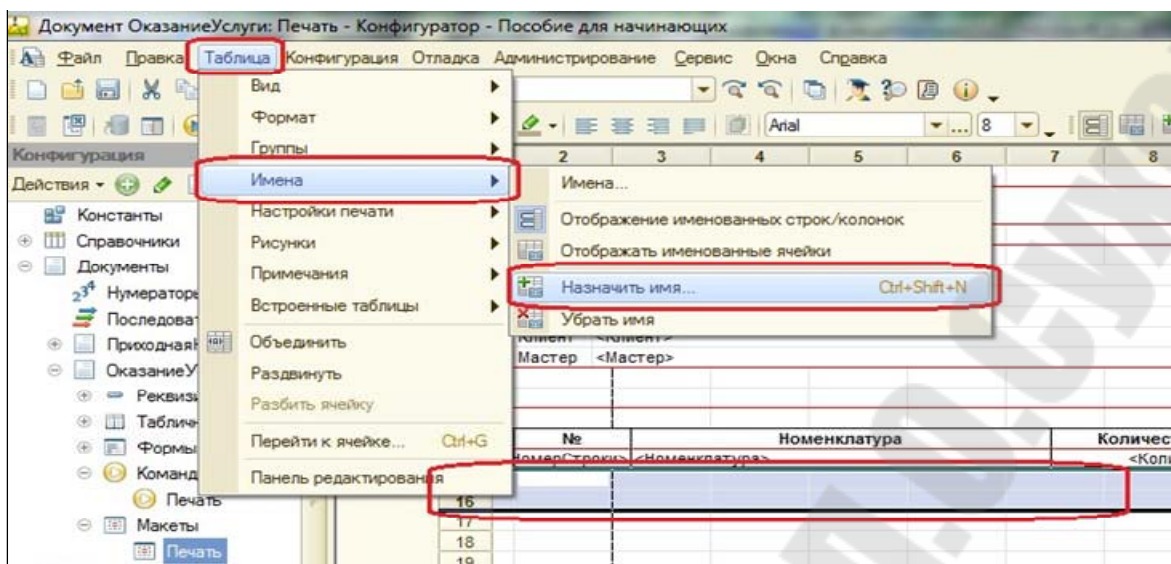 Документ ОказаниеУслуги: Печать - Конфигуратор - Пособие для начинающих
Файл Правка Таблица Конфигурация Отладка Администрирование Сервис Окна Справка
Arial 8
Конфигурация
Действия
Константы
Справочники
Документы
Нумераторы
Приходная
ОказаниеУ
Реквизи
Таблич
Формы
Команд
Печать
Макеты
Печать
Вид
Формат
Группы
Имена
Настройки печати
Рисунки
Примечания
Встроенные таблицы
Объединить
Раздвинуть
Разбить ячейку
Перейти к ячейке... Ctrl+G
Панель редактирования
Имена...
Отображение именованных строк/колонок
Отображать именованные ячейки
Назначить имя... Ctrl+Shift+N
Убрать имя
2 3 4 5 6 7 8
Мастер <Мастер>
№ Номенклатура Количес
<Номенклатура> <Коли
16
17
18
19